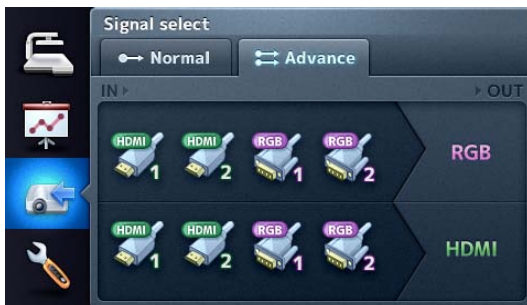 Signal select
Normal Advance
IN OUT
HDMI 1 HDMI 2 RGB 1 RGB 2 RGB
HDMI 1 HDMI 2 RGB 1 RGB 2 HDMI